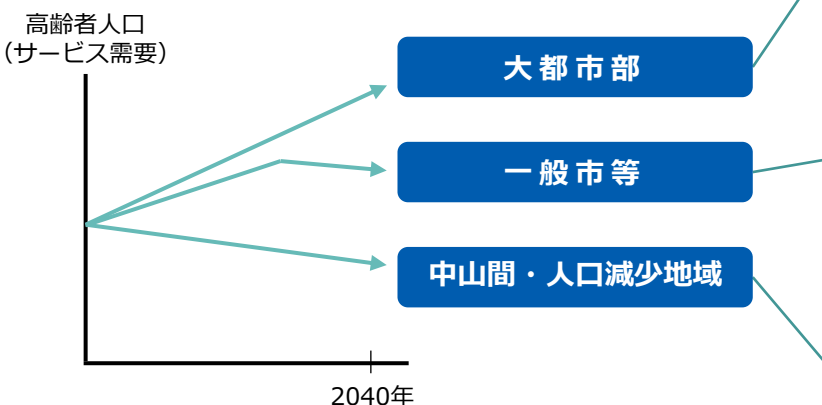 高齢者人口
（サービス需要）
大都市部
一般市等
中山間・人口減少地域
2040年